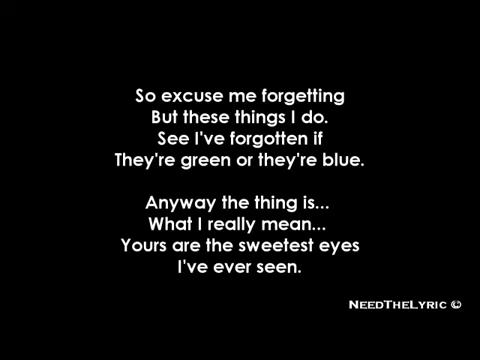 So excuse me forgetting
But these things I do.
See I've forgotten if
They're green or they're blue.
Anyway the thing is...
What I really mean...
Yours are the sweetest eyes
I've ever seen.
NeedTheLyric ©